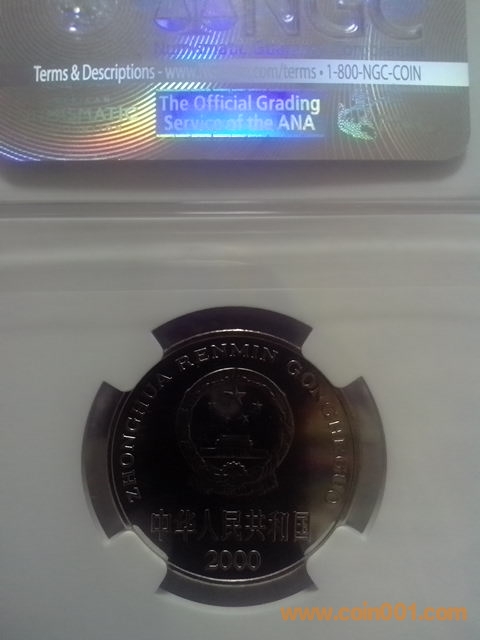 NGC
Terms & Descriptions - www. .com/terms • 1-800-NGC-COIN
The Official Grading
Service of the ANA
ZHONGHUA RENMIN GONGHEGUO
中华人民共和国
2000
www.coin001.com